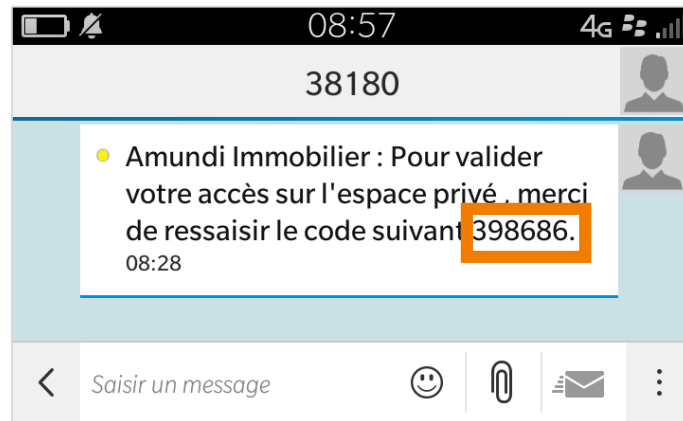 08:57 4G
38180
Amundi Immobilier : Pour valider
votre accès sur l'espace privé , merci
de ressaisir le code suivant 398686.
08:28
Saisir un message